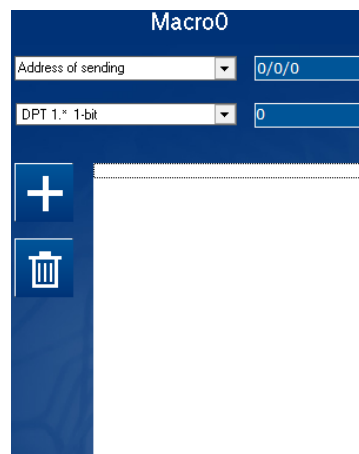 Macro0
Address of sending 0/0/0
DPT 1.* 1-bit 0